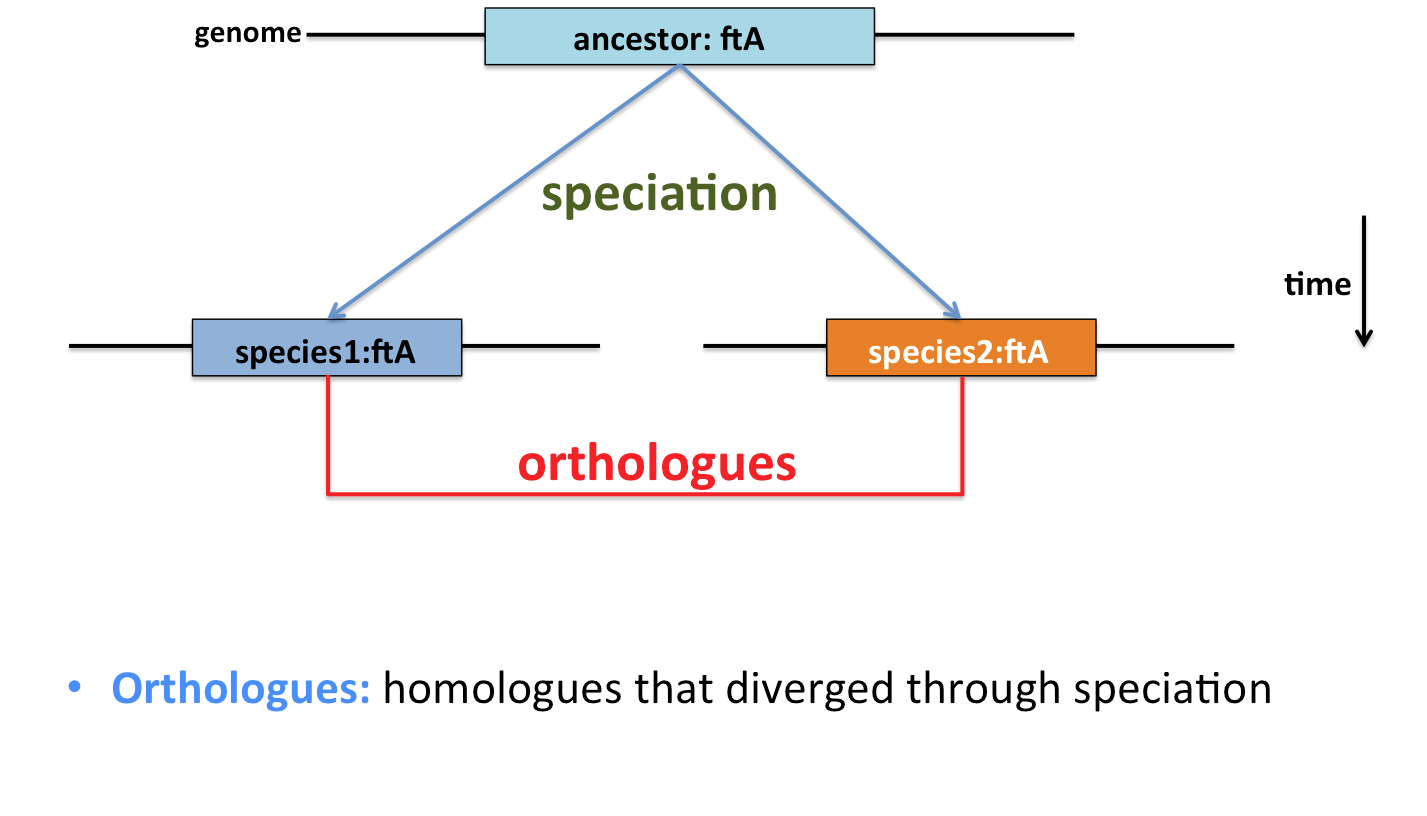 genome
ancestor: ftA
speciation
time
species1:ftA
species2:ftA
orthologues
• Orthologues: homologues that diverged through speciation